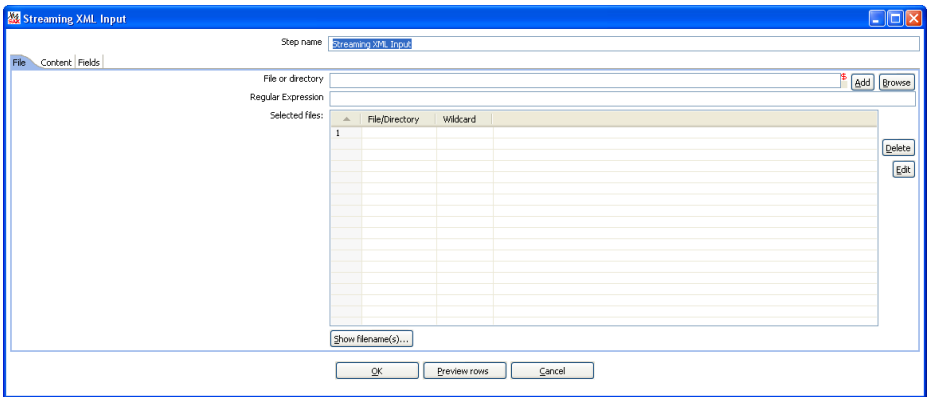 Streaming XML Input
Step name Streaming XML Input
File Content Fields
File or directory $ Add Browse
Regular Expression
Selected files: File/Directory Wildcard
1
Delete
Edit
Show filename(s)...
OK Preview rows Cancel